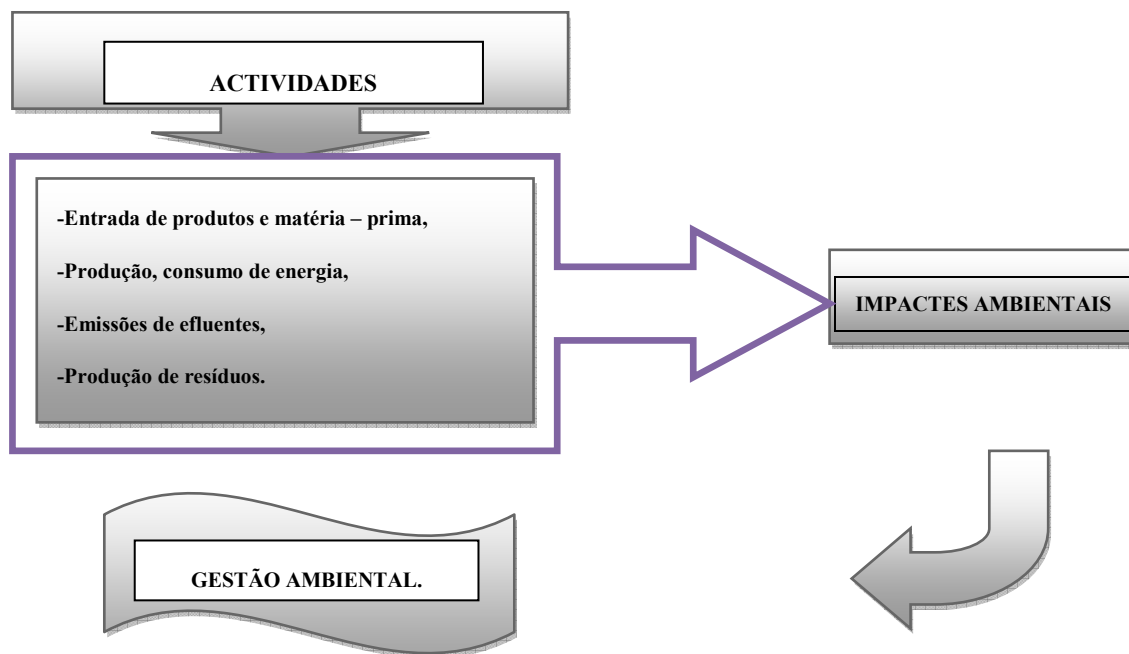 ACTIVIDADES
-Entrada de produtos e matéria – prima,
-Produção, consumo de energia,
-Emissões de efluentes,
-Produção de resíduos.
IMPACTES AMBIENTAIS
GESTÃO AMBIENTAL.